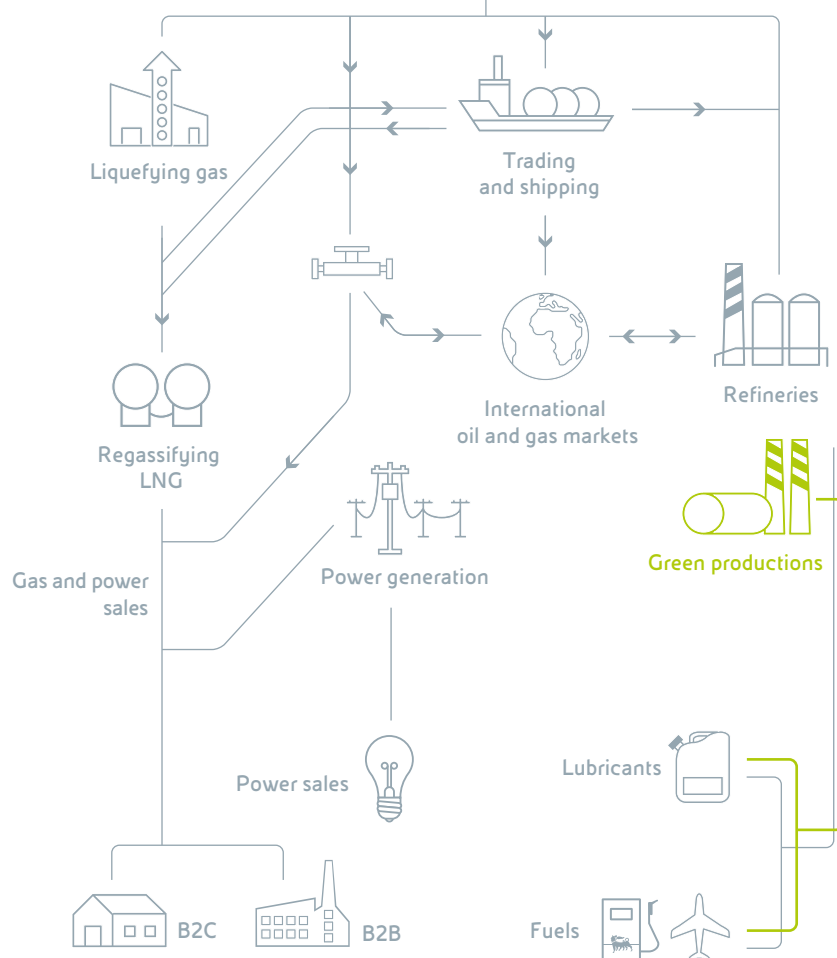 Liquefying gas
Trading
and shipping
Refineries
International
oil and gas markets
Regassifying
LNG
Green productions
Power generation
Gas and power
sales
Lubricants
Power sales
B2C
B2B
Fuels